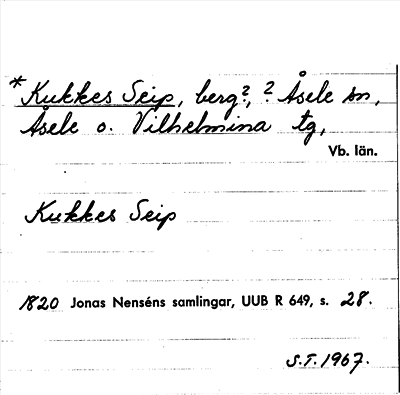 *Kukkes Seip, berg?, ? Åsele sn,
Åsele o. Vilhelmina tg,
Vb. län.
Kukkes Seip
1820 Jonas Nenséns samlingar, UUB R 649, s. 28.
S.T. 1967.